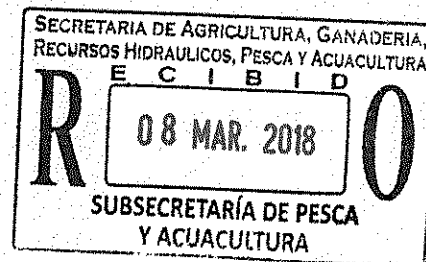 SECRETARIA DE AGRICULTURA, GANADERIA,
RECURSOS HIDRAULICOS, PESCA Y ACUACULTURA
R E C I B I D O
08 MAR. 2018
SUBSECRETARÍA DE PESCA
Y ACUACULTURA